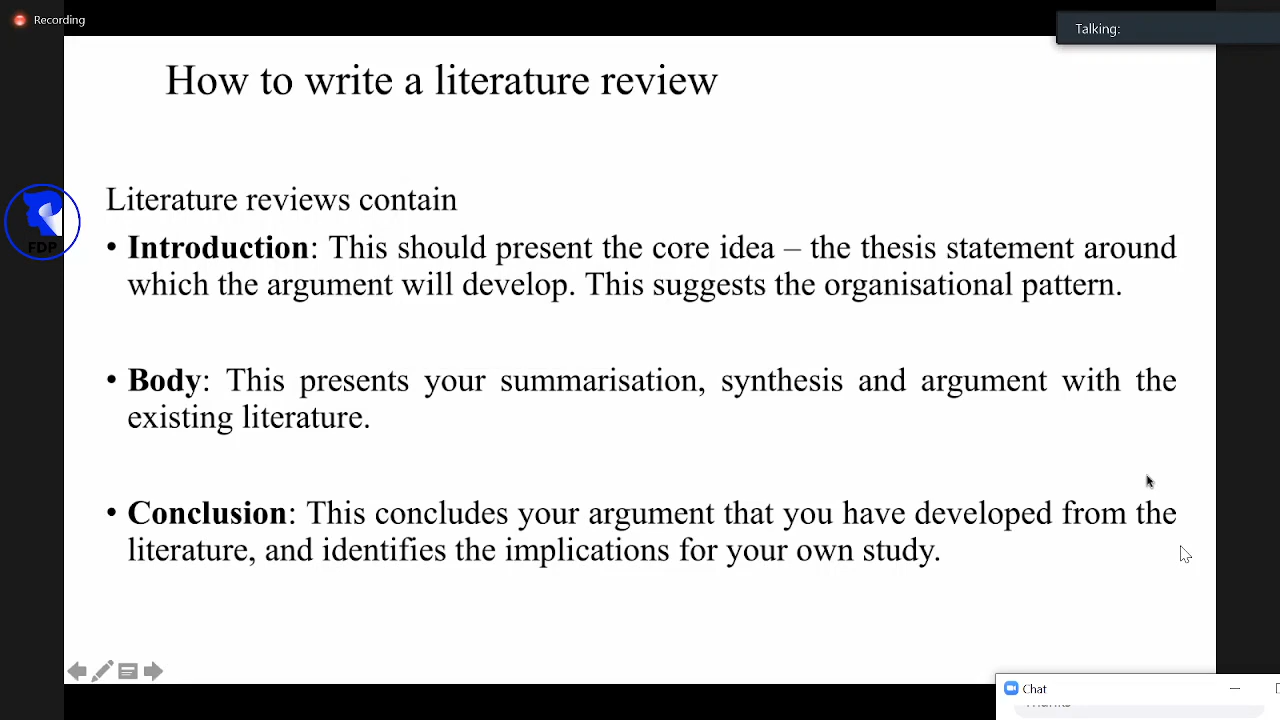 Recording
Talking:
How to write a literature review
Literature reviews contain
• Introduction: This should present the core idea – the thesis statement around
which the argument will develop. This suggests the organisational pattern.
• Body: This presents your summarisation, synthesis and argument with the
existing literature.
• Conclusion: This concludes your argument that you have developed from the
literature, and identifies the implications for your own study.
FDP
Chat